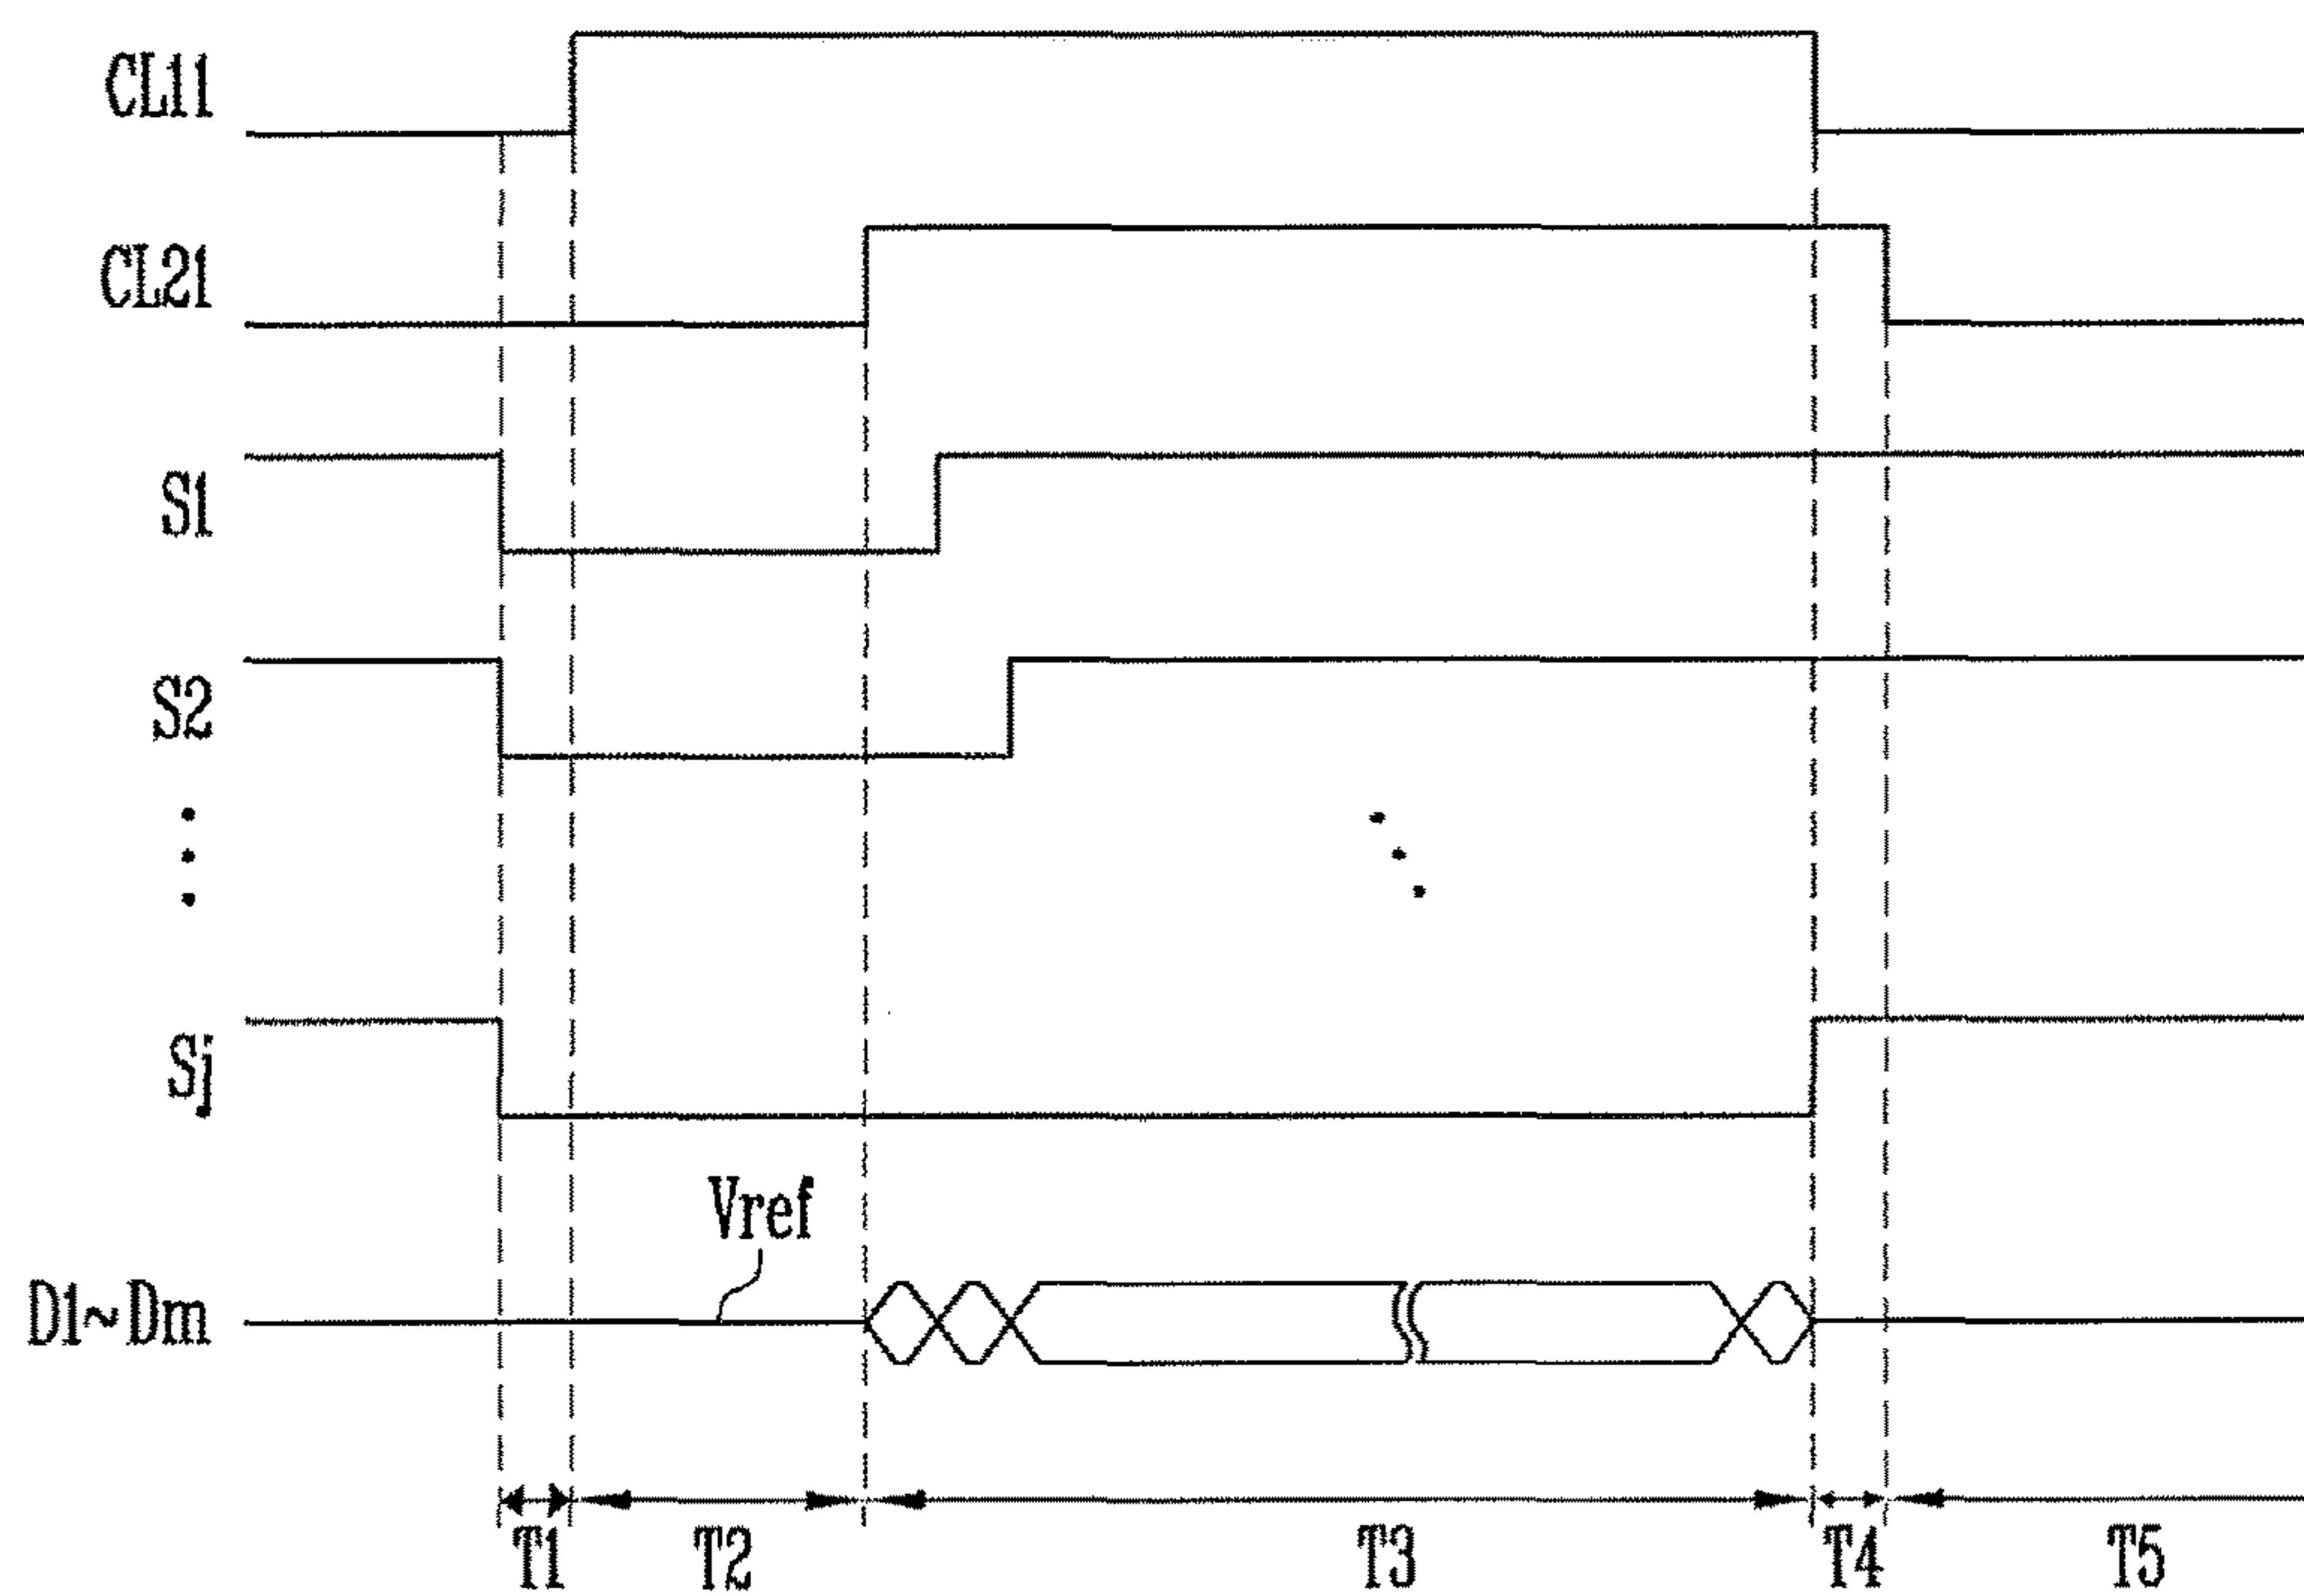 CL11
CL21
S1
S2
Sj
Vref
D1~Dm
T1 T2 T3 T4 T5